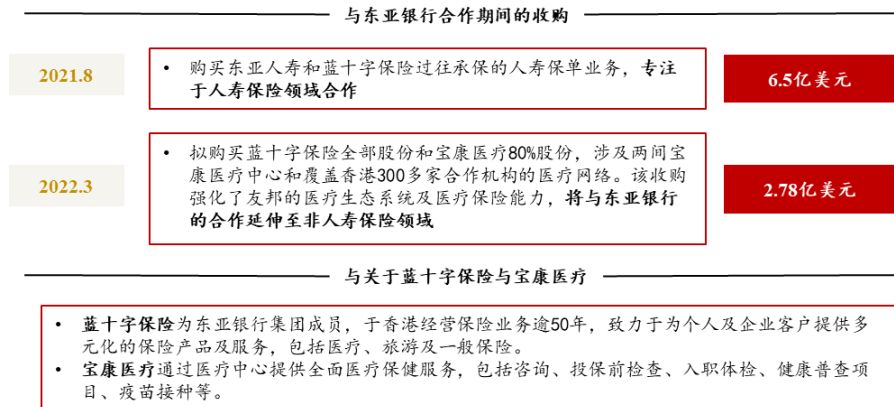 与东亚银行合作期间的收购
2021.8
• 购买东亚人寿和蓝十字保险过往承保的人寿保单业务，专注
于人寿保险领域合作
6.5亿美元
2022.3
• 拟购买蓝十字保险全部股份和宝康医疗80%股份，涉及两间宝
康医疗中心和覆盖香港300多家合作机构的医疗网络。该收购
强化了友邦的医疗生态系统及医疗保险能力，将与东亚银行
的合作延伸至非人寿保险领域
2.78亿美元
与关于蓝十字保险与宝康医疗
• 蓝十字保险为东亚银行集团成员，于香港经营保险业务逾50年，致力于为个人及企业客户提供多
元化的保险产品及服务，包括医疗、旅游及一般保险。
• 宝康医疗通过医疗中心提供全面医疗保健服务，包括咨询、投保前检查、入职体检、健康普查项
目、疫苗接种等。